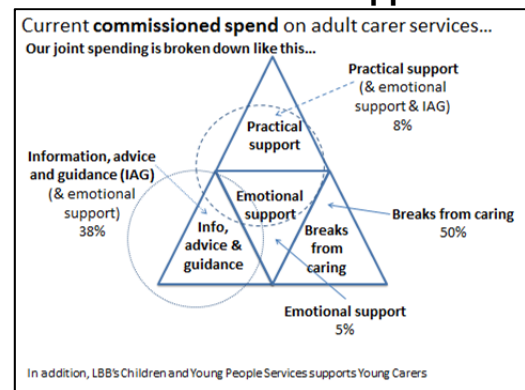 Current commissioned spend on adult carer services...
Our joint spending is broken down like this...
Practical support
(& emotional
support & IAG)
8%
Practical
support
Information, advice
and guidance (IAG)
(& emotional
support)
38%
Emotional
support
Info,
advice &
guidance
Breaks
from
caring
Breaks from caring
50%
Emotional support
5%
In addition, LBB's Children and Young People Services supports Young Carers